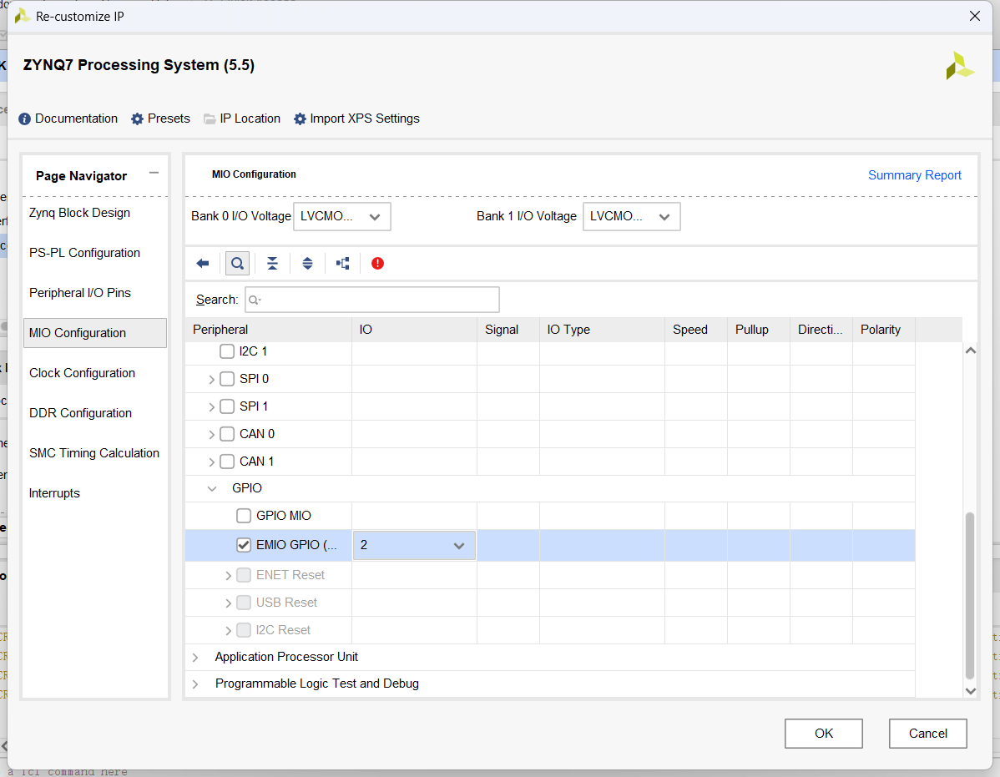 Re-customize IP
ZYNQ7 Processing System (5.5)
Documentation Presets IP Location Import XPS Settings
Page Navigator
Zynq Block Design
PS-PL Configuration
Peripheral I/O Pins
MIO Configuration
Clock Configuration
DDR Configuration
SMC Timing Calculation
Interrupts
MIO Configuration Summary Report
Bank 0 I/O Voltage LVCMO... Bank 1 I/O Voltage LVCMO...
Search:
Peripheral IO Signal IO Type Speed Pullup Directi... Polarity
I2C 1
SPI 0
SPI 1
CAN 0
CAN 1
GPIO
GPIO MIO
EMIO GPIO (... 2
ENET Reset
USB Reset
I2C Reset
Application Processor Unit
Programmable Logic Test and Debug
OK Cancel
a Tcl command here